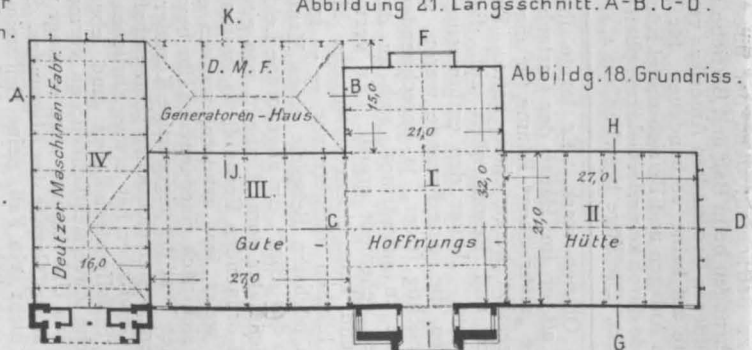 r
K.
Abbildung 21. Längsschnitt. A-B. C-D.
n.
F
D. M. F.
Abbildg. 18. Grundriss.
A
B
15,0
Generatoren-Haus
21,0
H
Deutzer Maschinen Fabr.
IV
J
III.
I
32,0
27,0
II
21,0
C
D
Gute
Hoffnungs
Hütte
16,0
27,0
G